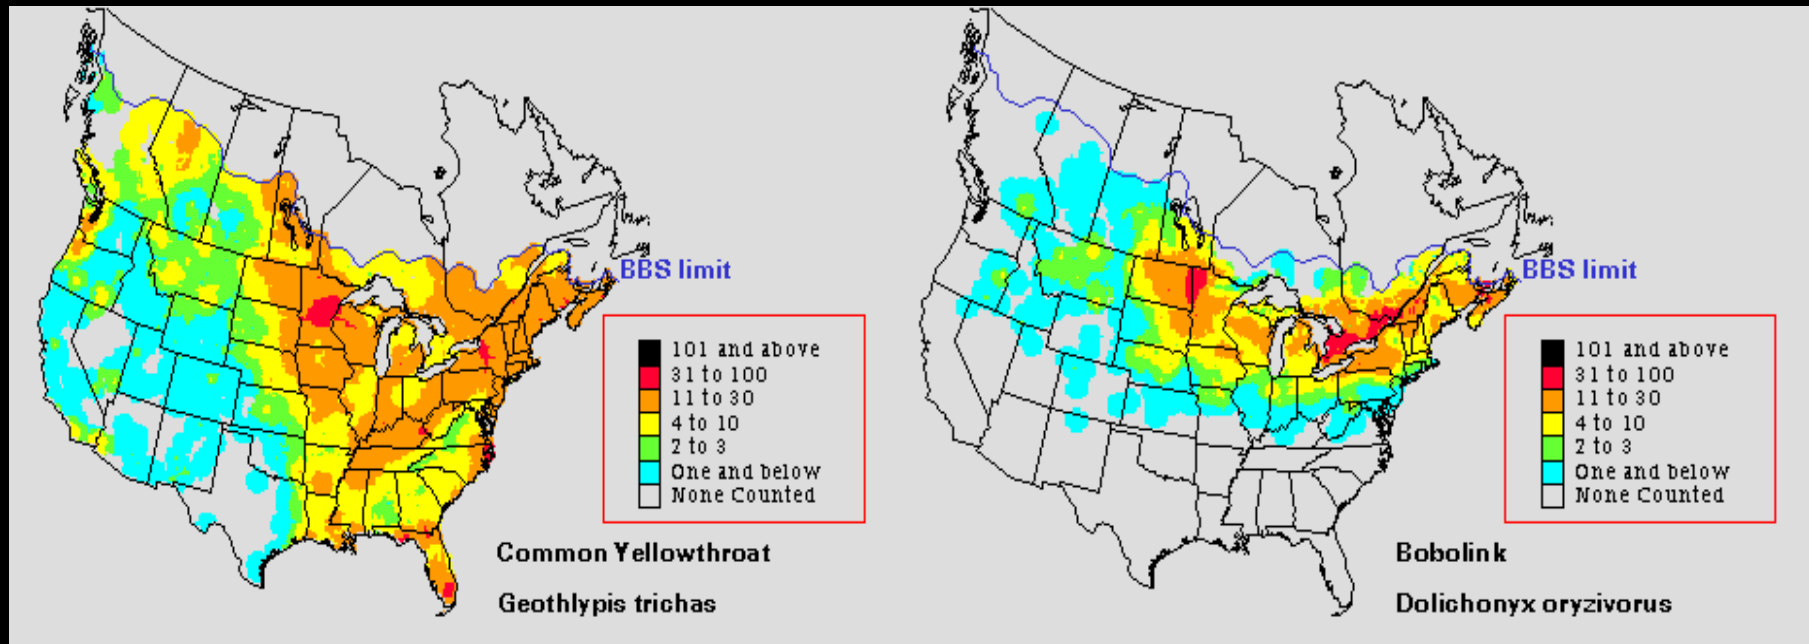 BBS limit
101 and above
31 to 100
11 to 30
4 to 10
2 to 3
One and below
None Counted
Common Yellowthroat
Geothlypis trichas
BBS limit
101 and above
31 to 100
11 to 30
4 to 10
2 to 3
One and below
None Counted
Bobolink
Dolichonyx oryzivorus